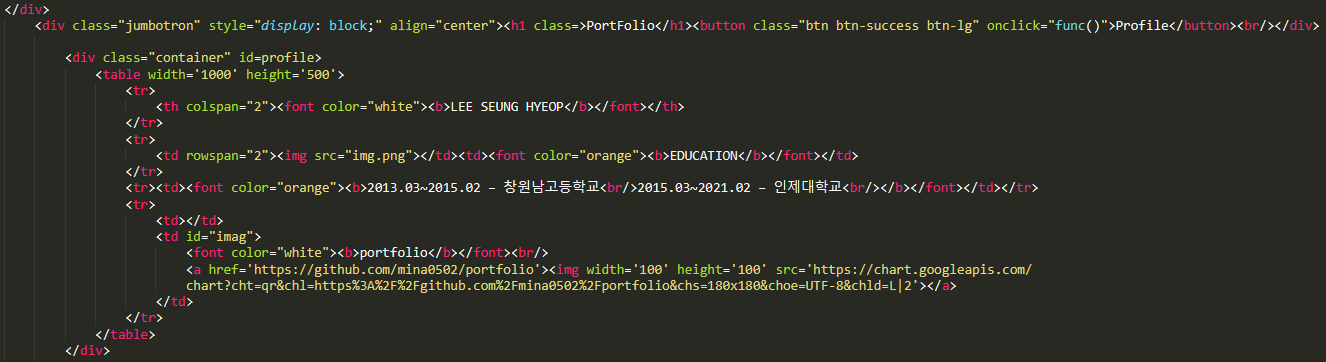 </div>
<div class="jumbotron" style="display: block;" align="center"><h1 class=>PortFolio</h1><button class="btn btn-success btn-lg" onclick="func()">Profile</button><br/></div>
<div class="container" id=profile>
<table width='1000' height='500'>
<tr>
<th colspan="2"><font color="white"><b>LEE SEUNG HYEOP</b></font></th>
</tr>
<tr>
<td rowspan="2"><img src="img.png"></td><td><font color="orange"><b>EDUCATION</b></font></td>
</tr>
<tr><td><font color="orange"><b>2013.03~2015.02 – 창원남고등학교<br/>2015.03~2021.02 – 인제대학교<br/></b></font></td></tr>
<tr>
<td></td>
<td id="imag">
<font color="white"><b>portfolio</b></font><br/>
<a href='https://github.com/mina0502/portfolio'><img width='100' height='100' src='https://chart.googleapis.com/
chart?cht=qr&chl=https%3A%2F%2Fgithub.com%2Fmina0502%2Fportfolio&chs=180x180&choe=UTF-8&chld=L|2'></a>
</td>
</tr>
</table>
</div>